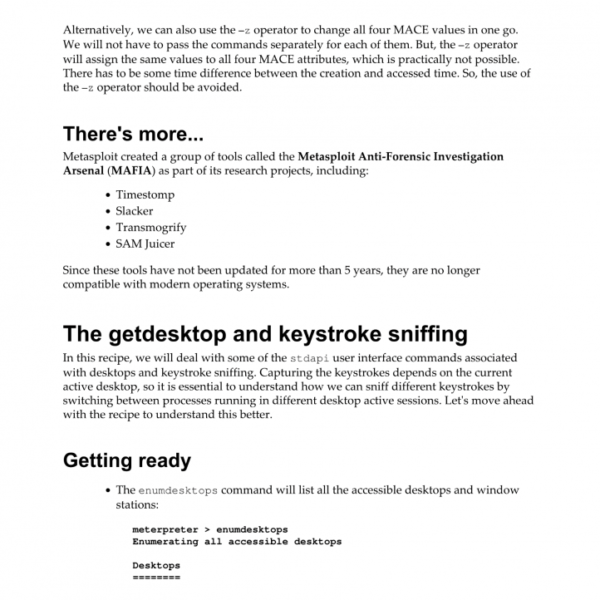 Alternatively, we can also use the -z operator to change all four MACE values in one go.
We will not have to pass the commands separately for each of them. But, the -z operator
will assign the same values to all four MACE attributes, which is practically not possible.
There has to be some time difference between the creation and accessed time. So, the use of
the -z operator should be avoided.
There's more...
Metasploit created a group of tools called the Metasploit Anti-Forensic Investigation
Arsenal (MAFIA) as part of its research projects, including:
• Timestomp
• Slacker
• Transmogrify
• SAM Juicer
Since these tools have not been updated for more than 5 years, they are no longer
compatible with modern operating systems.
The getdesktop and keystroke sniffing
In this recipe, we will deal with some of the stdapi user interface commands associated
with desktops and keystroke sniffing. Capturing the keystrokes depends on the current
active desktop, so it is essential to understand how we can sniff different keystrokes by
switching between processes running in different desktop active sessions. Let's move ahead
with the recipe to understand this better.
Getting ready
• The enumdesktops command will list all the accessible desktops and window
stations:
meterpreter > enumdesktops
Enumerating all accessible desktops
Desktops
========